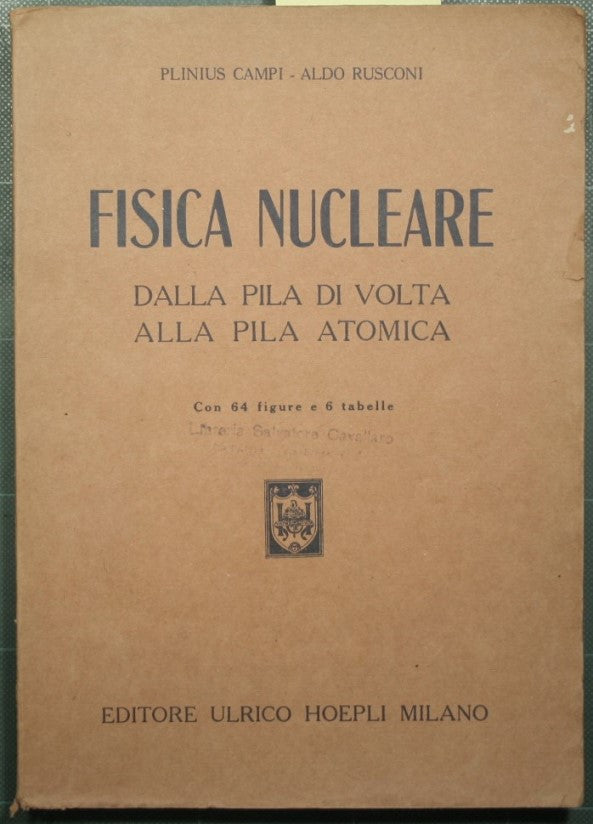 PLINIUS CAMPI - ALDO RUSCONI
FISICA NUCLEARE
DALLA PILA DI VOLTA
ALLA PILA ATOMICA
Con 64 figure e 6 tabelle
Libreria Salvatore Cavallaro
EDITORE ULRICO HOEPLI MILANO